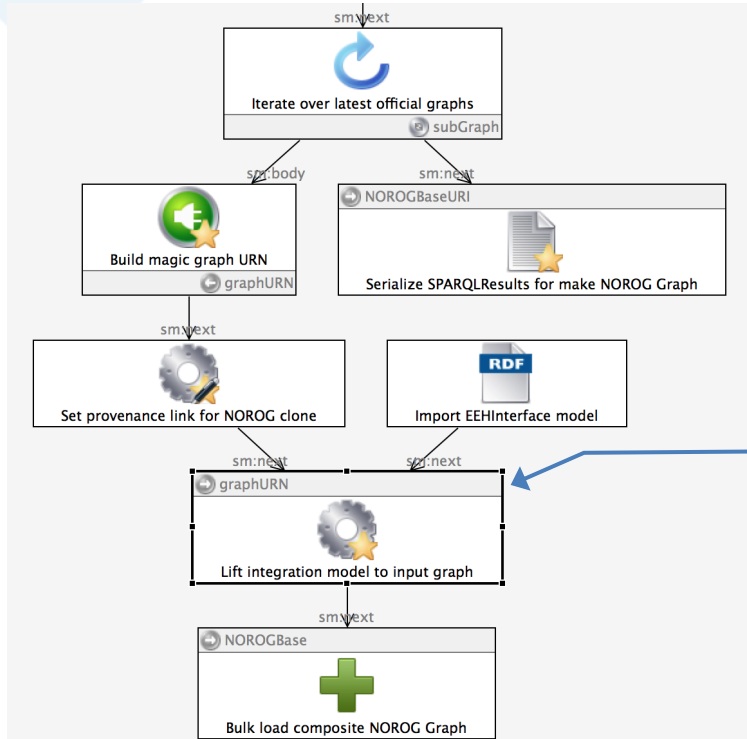 sm:next
Iterate over latest official graphs
subGraph
sm:body
sm:next
NOROGBaseURI
Build magic graph URN
Serialize SPARQLResults for make NOROG Graph
graphURN
sm:next
RDF
Set provenance link for NOROG clone
Import EEHInterface model
sm:next
sm:next
graphURN
Lift integration model to input graph
sm:next
NOROGBase
Bulk load composite NOROG Graph